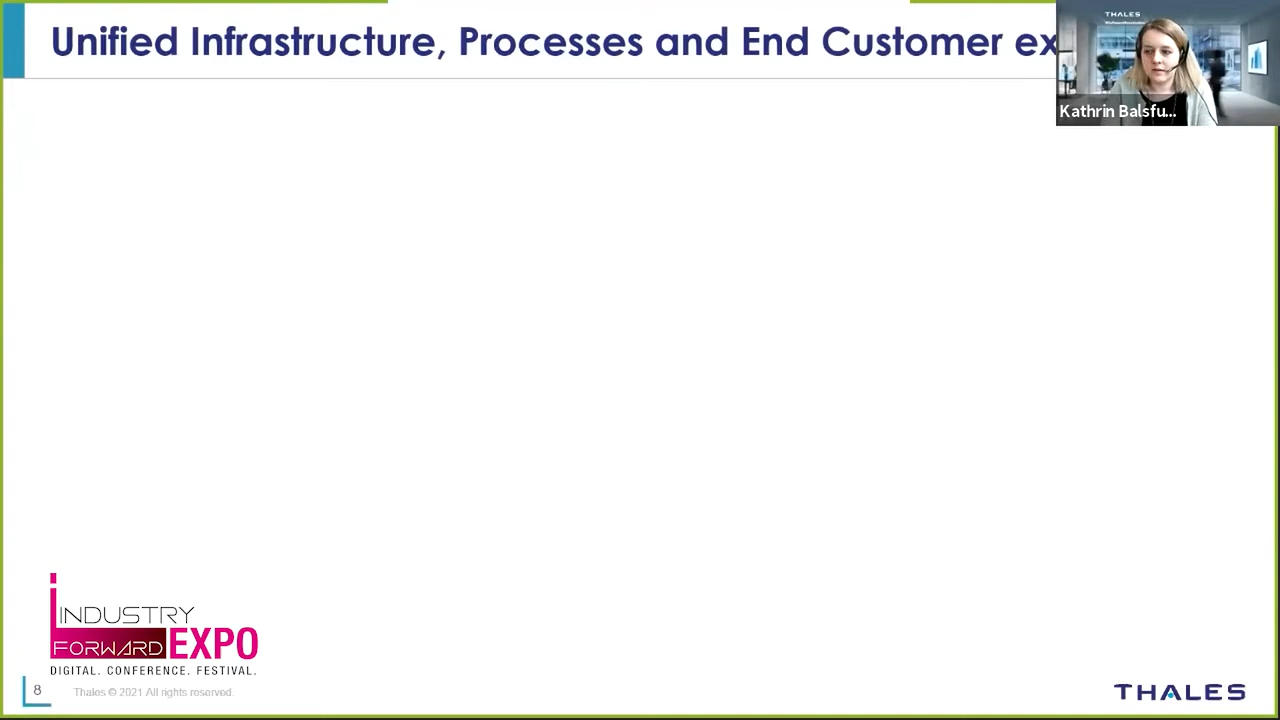 Unified Infrastructure, Processes and End Customer ex
THALES
Kathrin Balsfu...
INDUSTRY
FORWARD EXPO
DIGITAL. CONFERENCE. FESTIVAL.
8
Thales © 2021 All rights reserved.
THALES